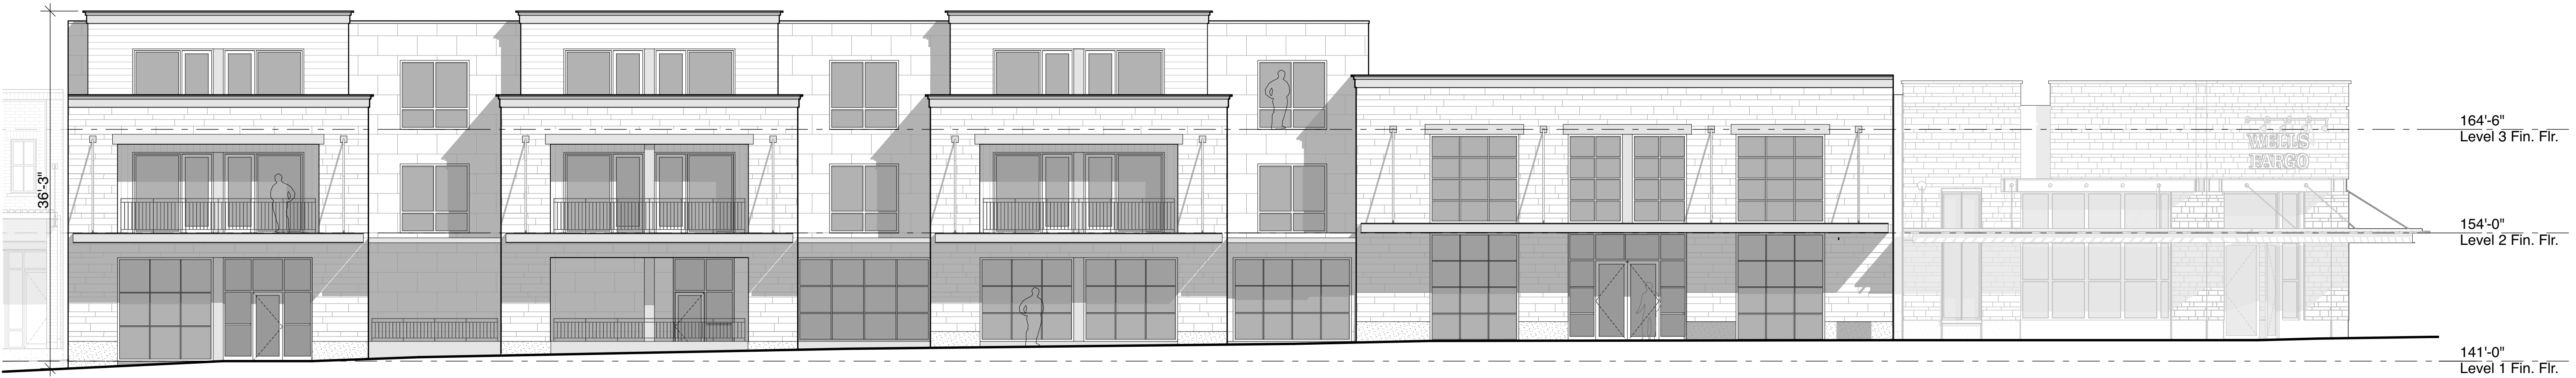 36'-3"
WELLS
FARGO
164'-6"
Level 3 Fin. Flr.
154'-0"
Level 2 Fin. Flr.
141'-0"
Level 1 Fin. Flr.